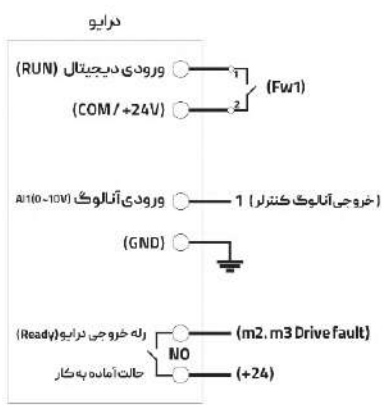 درایو
ورودی دیجیتال (RUN)
1
(Fw1)
(COM / +24V)
2
ورودی آنالوگ AI1(0~10V)
1 (خروجی آنالوگ کنترلر)
(GND)
رله خروجی درایو (Ready)
(m2. m3 Drive fault)
NO
حالت آماده به کار
(+24)